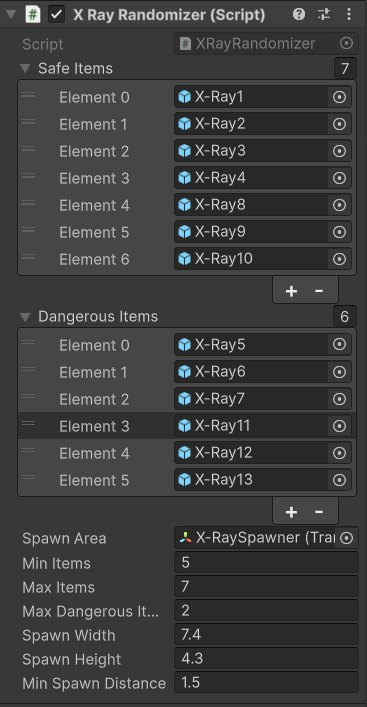 X Ray Randomizer (Script)
Script XRayRandomizer
Safe Items 7
Element 0 X-Ray1
Element 1 X-Ray2
Element 2 X-Ray3
Element 3 X-Ray4
Element 4 X-Ray8
Element 5 X-Ray9
Element 6 X-Ray10
+ -
Dangerous Items 6
Element 0 X-Ray5
Element 1 X-Ray6
Element 2 X-Ray7
Element 3 X-Ray11
Element 4 X-Ray12
Element 5 X-Ray13
+ -
Spawn Area X-RaySpawner (Tra
Min Items 5
Max Items 7
Max Dangerous It... 2
Spawn Width 7.4
Spawn Height 4.3
Min Spawn Distance 1.5